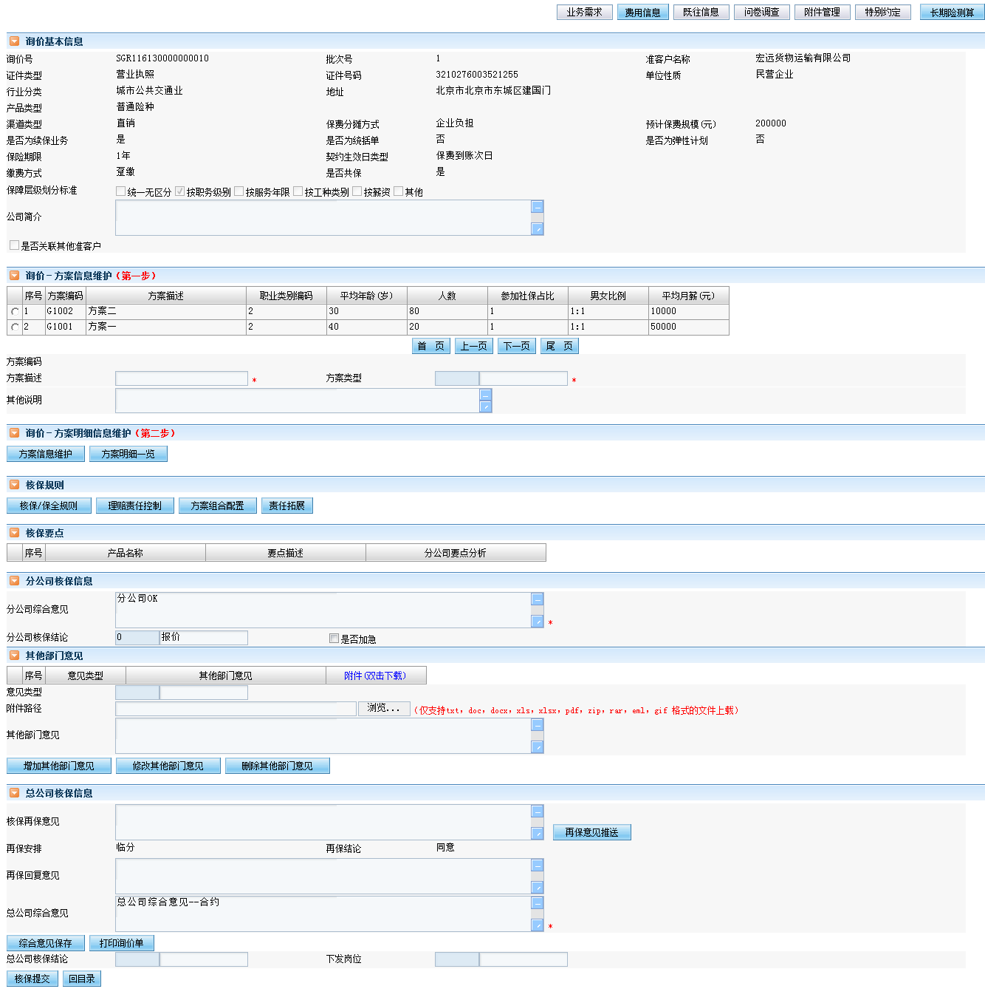 业务需求 费用信息 既往信息 问卷调查 附件管理 特别约定 长期险测算
询价基本信息
询价号 SGR116130000000010 批次号 1 准客户名称 宏远货物运输有限公司
证件类型 营业执照 证件号码 3210276003521255 单位性质 民营企业
行业分类 城市公共交通业 地址 北京市北京市东城区建国门
产品类型 普通险种
渠道类型 直销 保费分摊方式 企业负担 预计保费规模(元) 200000
是否为续保业务 是 是否为统括单 否 是否为弹性计划 否
保险期限 1年 契约生效日类型 保费到账次日
缴费方式 趸缴 是否共保 是
保障层级划分标准 统一无区分 按职务级别 按服务年限 按工种类别 按薪资 其他
公司简介
是否关联其他准客户
询价－方案信息维护(第一步)
序号 方案编码 方案描述 职业类别编码 平均年龄(岁) 人数 参加社保占比 男女比例 平均月薪(元)
1 G1002 方案二 2 30 80 1 1:1 10000
2 G1001 方案一 2 40 20 1 1:1 50000
首 页 上一页 下一页 尾 页
方案编码
方案描述 * 方案类型 *
其他说明
询价－方案明细信息维护(第二步)
方案信息维护 方案明细一览
核保规则
核保/保全规则 理赔责任控制 方案组合配置 责任拓展
核保要点
序号 产品名称 要点描述 分公司要点分析
分公司核保信息
分公司综合意见 分公司OK *
分公司核保结论 0 报价 是否加急
其他部门意见
序号 意见类型 其他部门意见 附件(双击下载)
意见类型
附件路径 浏览... (仅支持txt, doc, docx, xls, xlsx, pdf, zip, rar, eml, gif 格式的文件上载)
其他部门意见
增加其他部门意见 修改其他部门意见 删除其他部门意见
总公司核保信息
核保再保意见 再保意见推送
再保安排 临分 再保结论 同意
再保回复意见
总公司综合意见 总公司综合意见--合约 *
综合意见保存 打印询价单
总公司核保结论 下发岗位
核保提交 回目录